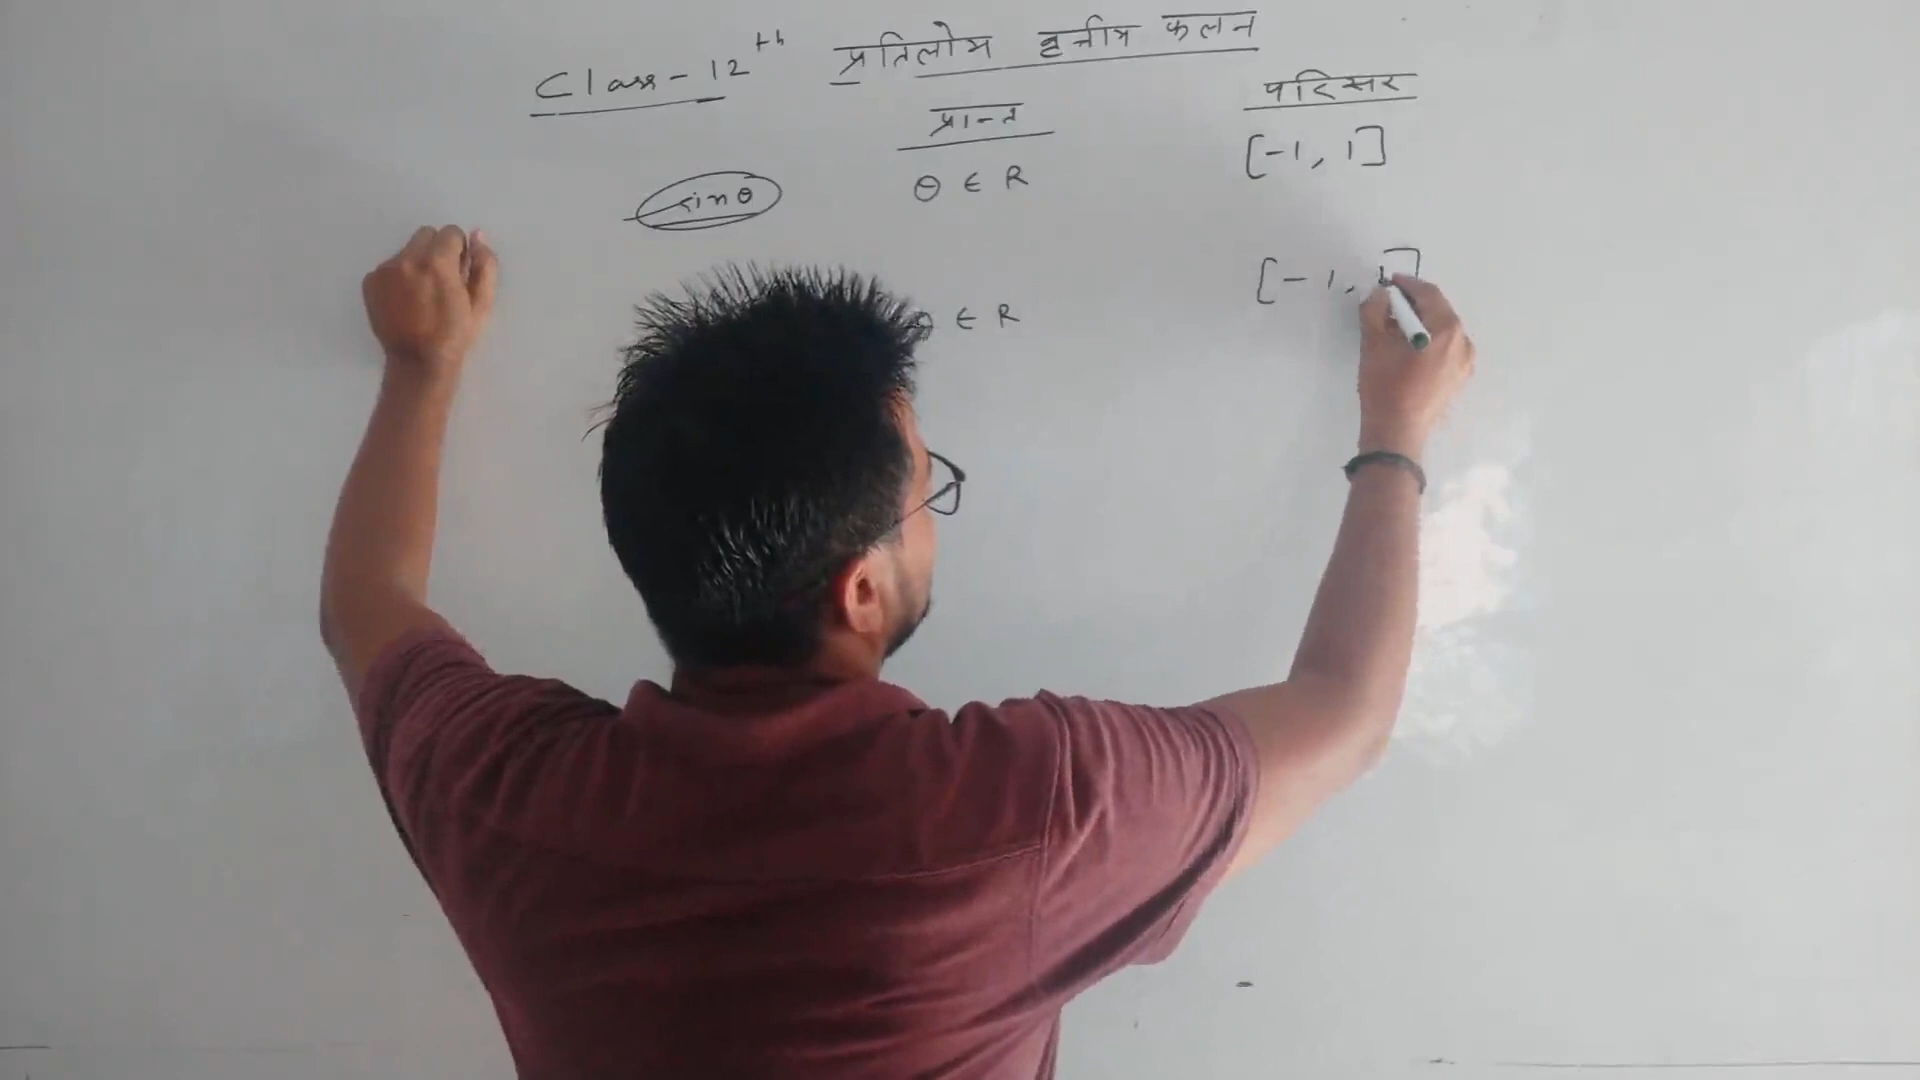 Class-12th प्रतिलोम वृत्तीय फलन
प्रान्त परिसर
sinθ θ ∈ R [-1, 1]
θ ∈ R [-1, 1]